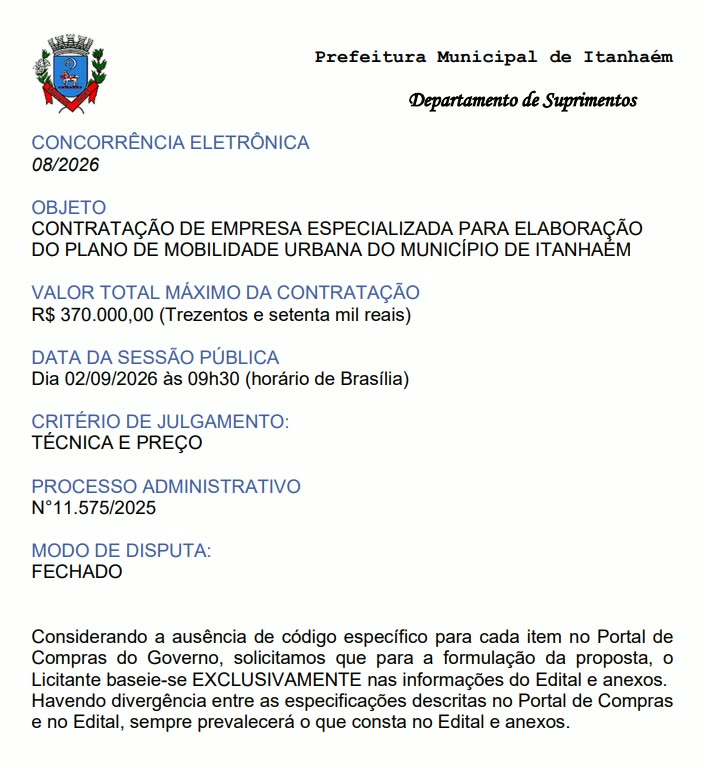 Prefeitura Municipal de Itanhaém
Departamento de Suprimentos
CONCORRÊNCIA ELETRÔNICA
08/2026
OBJETO
CONTRATAÇÃO DE EMPRESA ESPECIALIZADA PARA ELABORAÇÃO
DO PLANO DE MOBILIDADE URBANA DO MUNICÍPIO DE ITANHAÉM
VALOR TOTAL MÁXIMO DA CONTRATAÇÃO
R$ 370.000,00 (Trezentos e setenta mil reais)
DATA DA SESSÃO PÚBLICA
Dia 02/09/2026 às 09h30 (horário de Brasília)
CRITÉRIO DE JULGAMENTO:
TÉCNICA E PREÇO
PROCESSO ADMINISTRATIVO
N°11.575/2025
MODO DE DISPUTA:
FECHADO
Considerando a ausência de código específico para cada item no Portal de
Compras do Governo, solicitamos que para a formulação da proposta, o
Licitante baseie-se EXCLUSIVAMENTE nas informações do Edital e anexos.
Havendo divergência entre as especificações descritas no Portal de Compras
e no Edital, sempre prevalecerá o que consta no Edital e anexos.